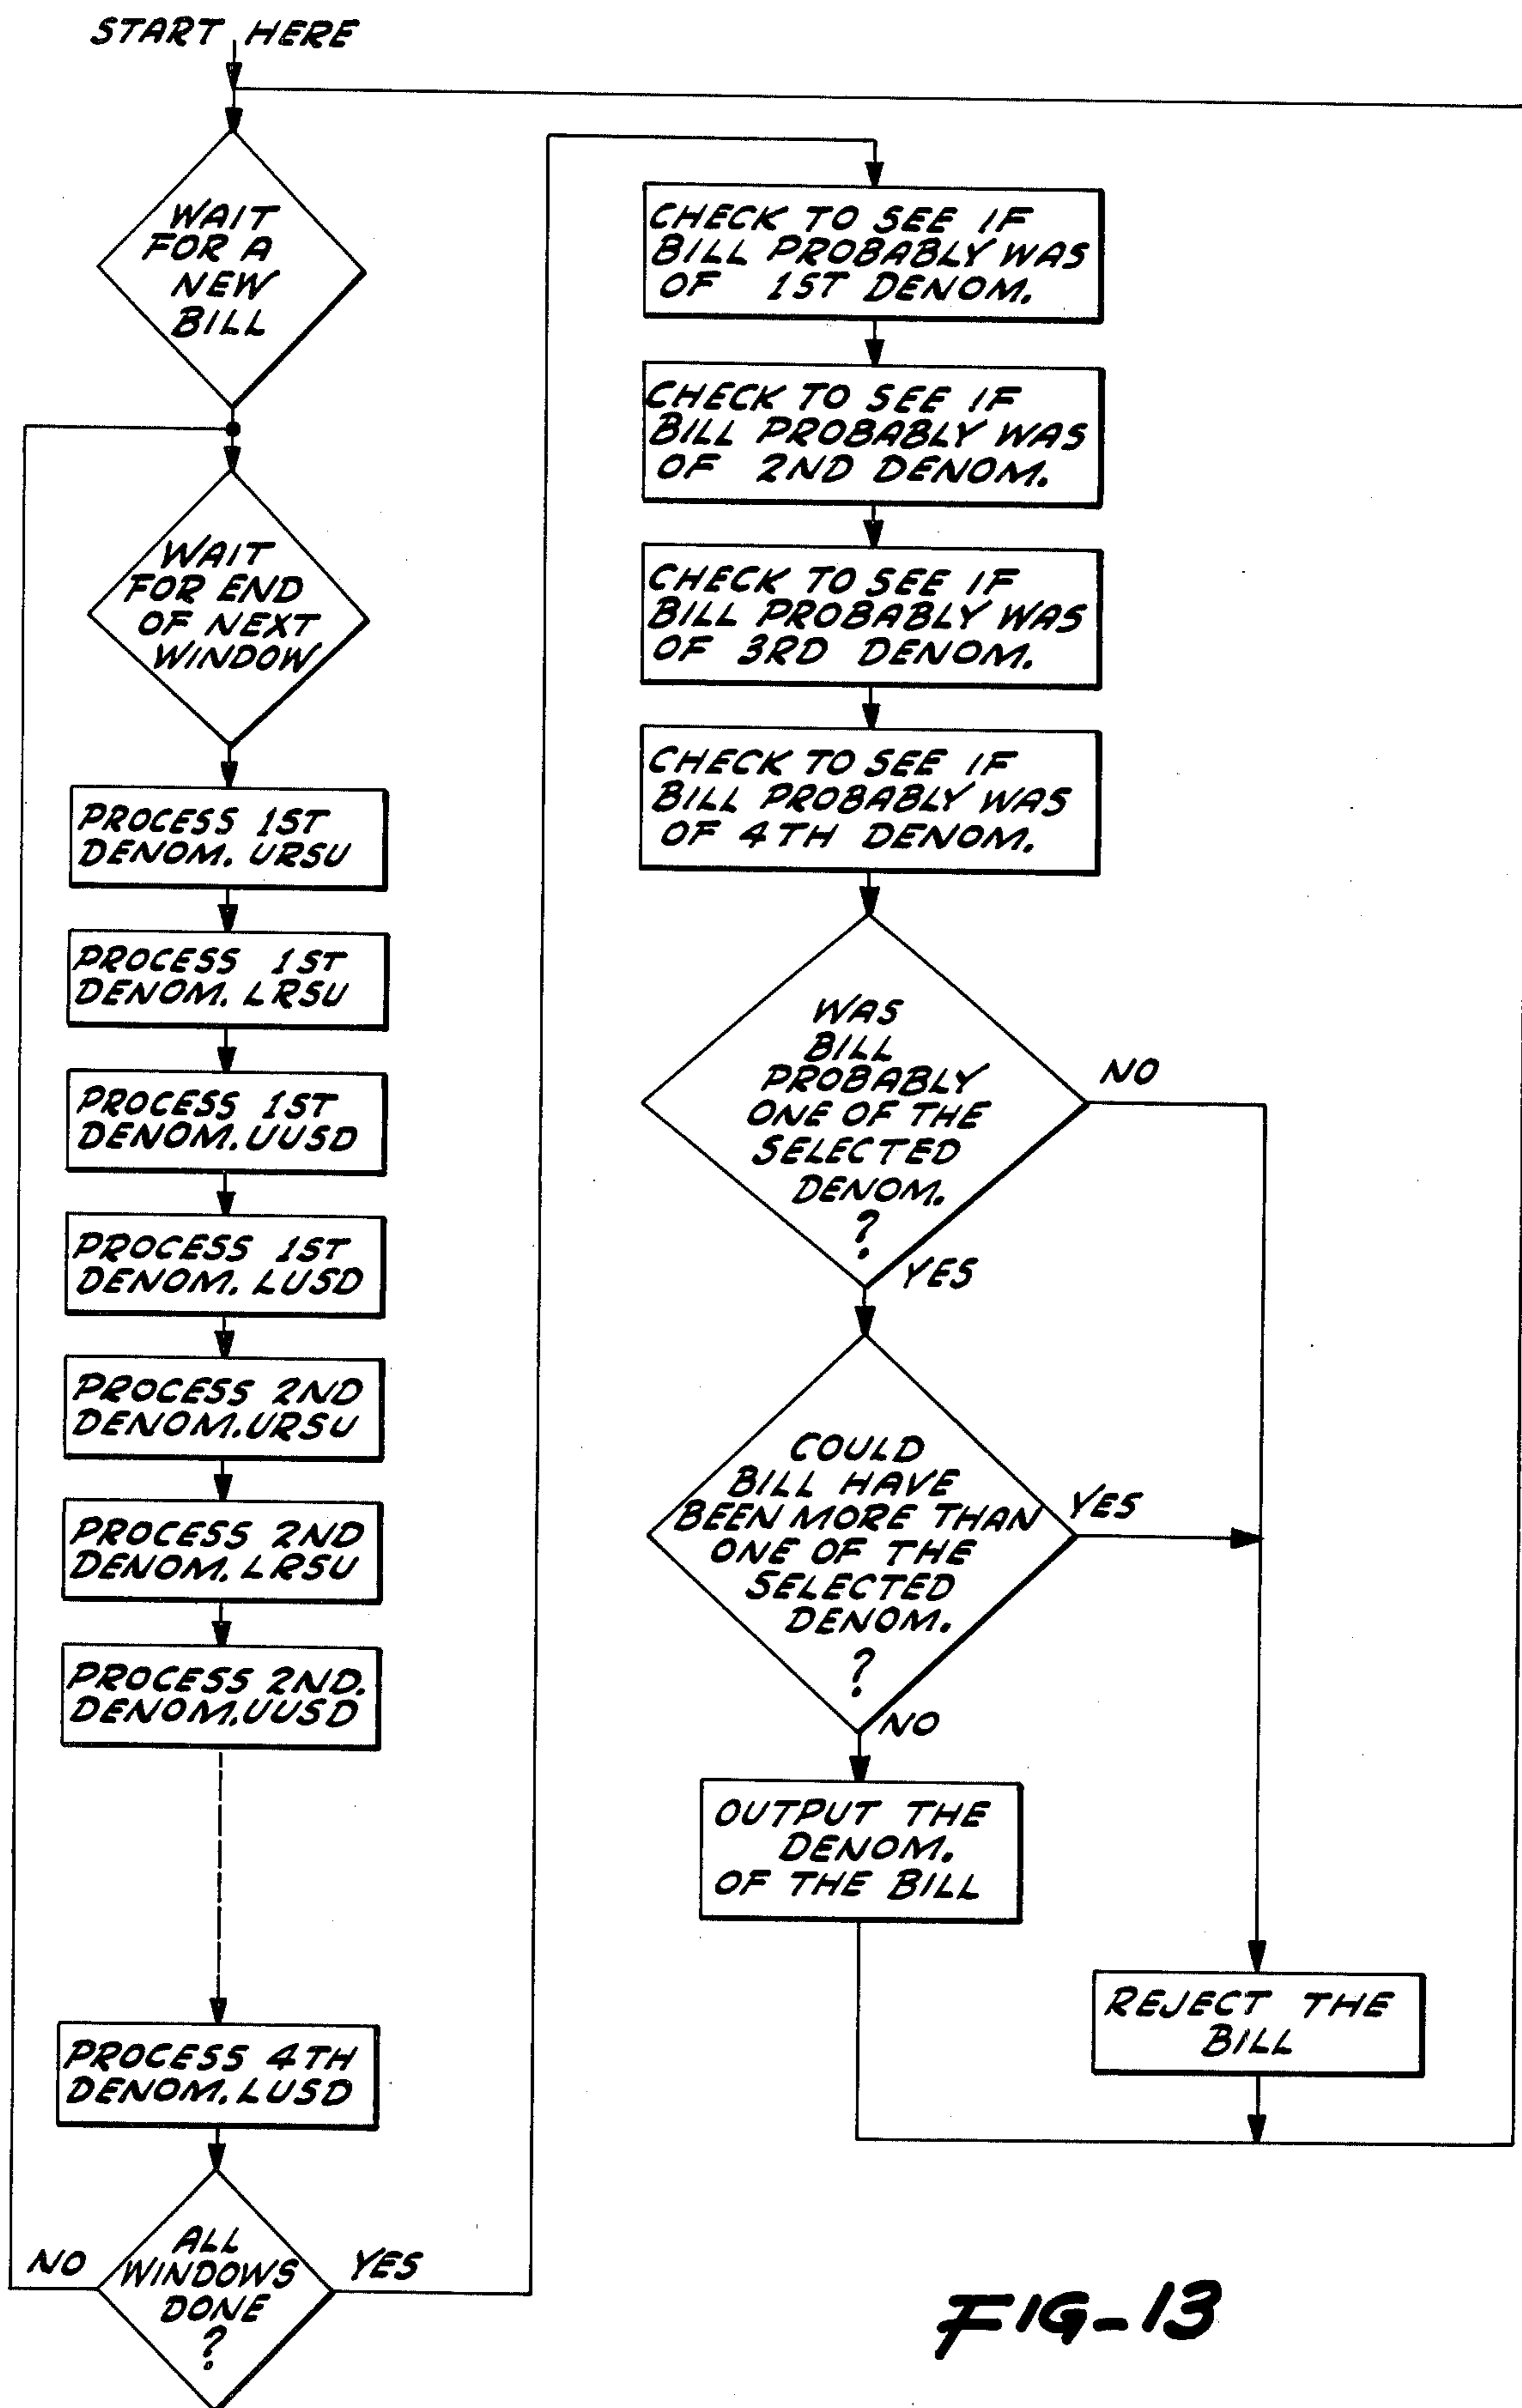 START HERE
WAIT
FOR A
NEW
BILL
WAIT
FOR END
OF NEXT
WINDOW
PROCESS 1ST
DENOM. URSU
PROCESS 1ST
DENOM. LRSU
PROCESS 1ST
DENOM. UUSD
PROCESS 1ST
DENOM. LUSD
PROCESS 2ND
DENOM. URSU
PROCESS 2ND
DENOM. LRSU
PROCESS 2ND.
DENOM. UUSD
PROCESS 4TH
DENOM. LUSD
ALL
WINDOWS
DONE
?
NO
YES
CHECK TO SEE IF
BILL PROBABLY WAS
OF 1ST DENOM.
CHECK TO SEE IF
BILL PROBABLY WAS
OF 2ND DENOM.
CHECK TO SEE IF
BILL PROBABLY WAS
OF 3RD DENOM.
CHECK TO SEE IF
BILL PROBABLY WAS
OF 4TH DENOM.
WAS
BILL
PROBABLY
ONE OF THE
SELECTED
DENOM.
?
NO
YES
COULD
BILL HAVE
BEEN MORE THAN
ONE OF THE
SELECTED
DENOM.
?
YES
NO
OUTPUT THE
DENOM.
OF THE BILL
REJECT THE
BILL
FIG-13